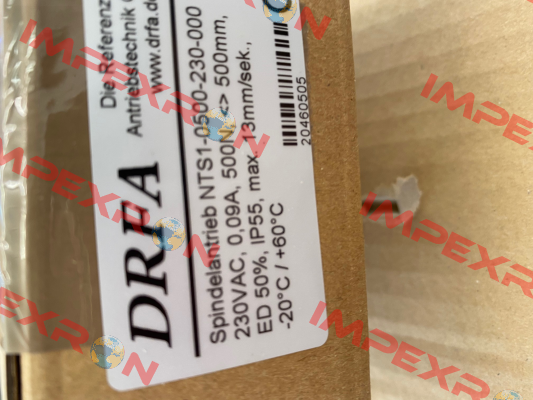 Die Referenz
Antriebstechnik
www.drfa.de
DRFA
Spindelantrieb NTS1-0500-230-000
230VAC, 0,09A, 500N, <> 500mm,
ED 50%, IP55, max. 13mm/sek.,
-20°C / +60°C
20460505
IMPEXRON
IMPEXRON
IMPEXRON
IMPEXRON
IMPEXRON